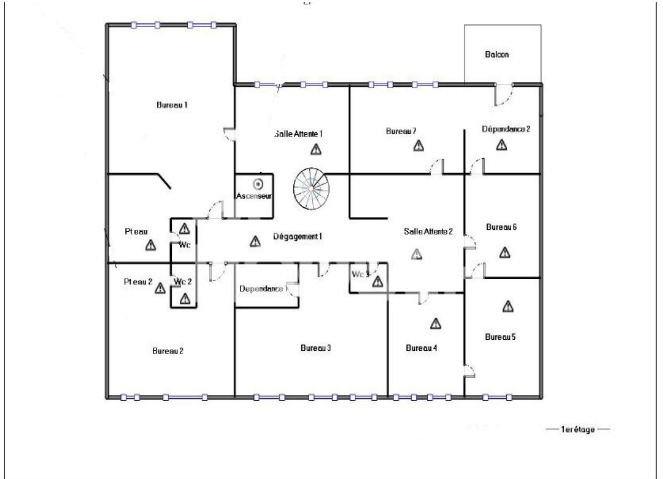 Balcon
Bureau 1
Salle Attente 1
Bureau 7
Dépendance 2
Ascenseur
Pt eau
Wc
Dégagement 1
Salle Attente 2
Bureau 6
Pt eau 2
Wc 2
Dependance 1
Wc 3
Bureau 2
Bureau 3
Bureau 4
Bureau 5
1er étage